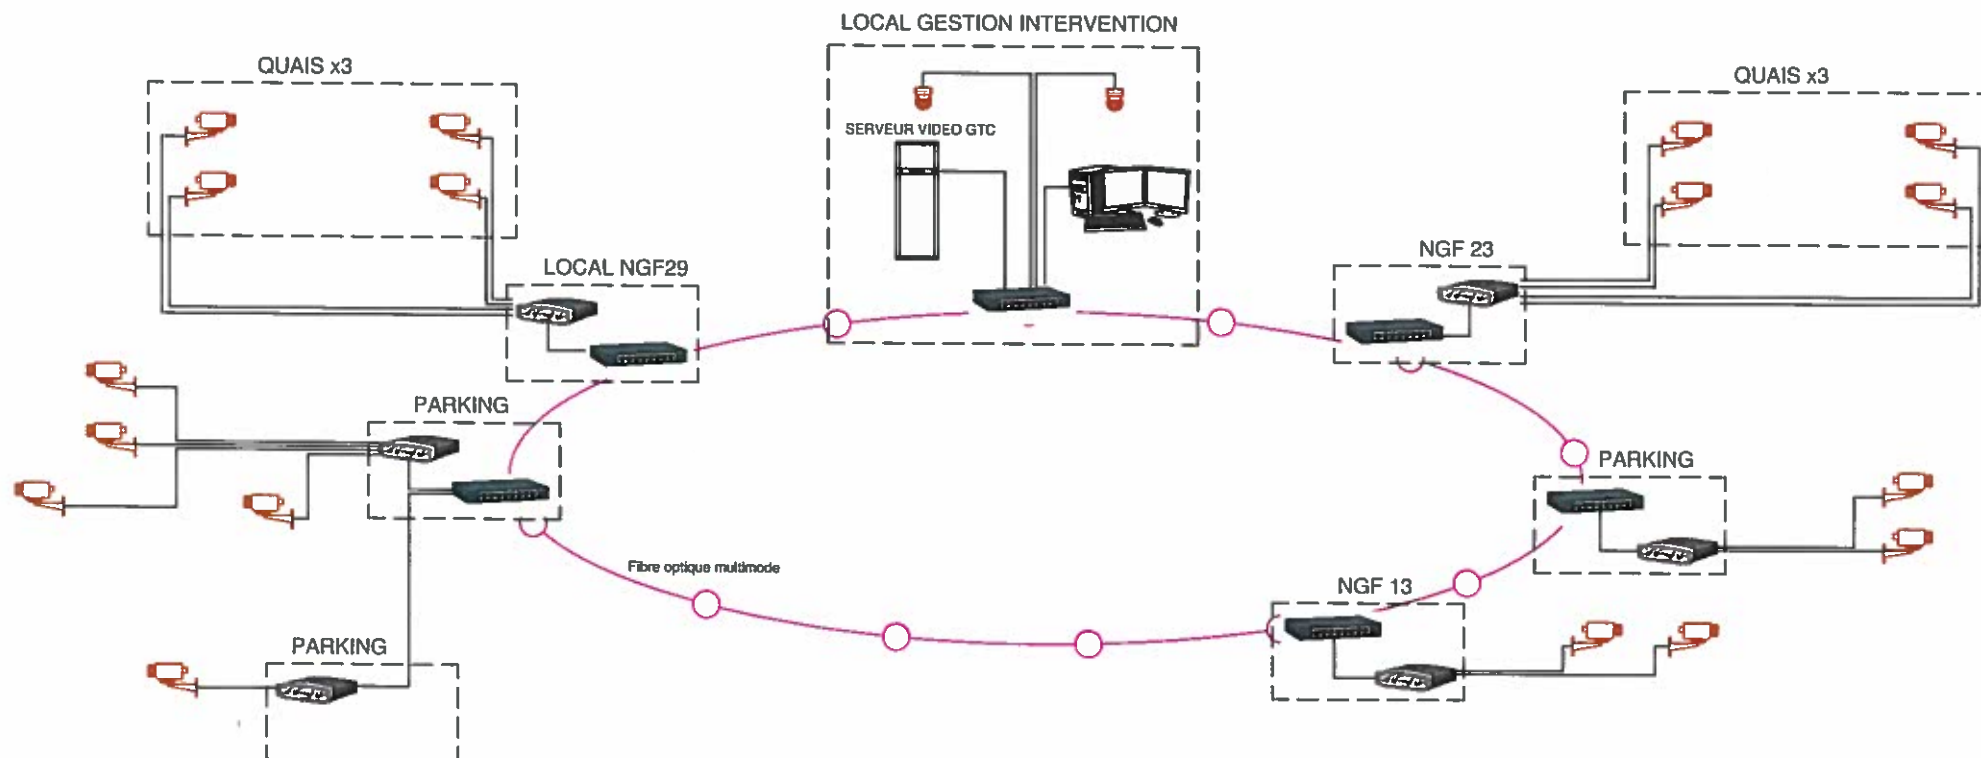 LOCAL GESTION INTERVENTION
QUAIS x3
QUAIS x3
SERVEUR VIDEO GTC
NGF 23
LOCAL NGF29
PARKING
PARKING
Fibre optique multimode
NGF 13
PARKING